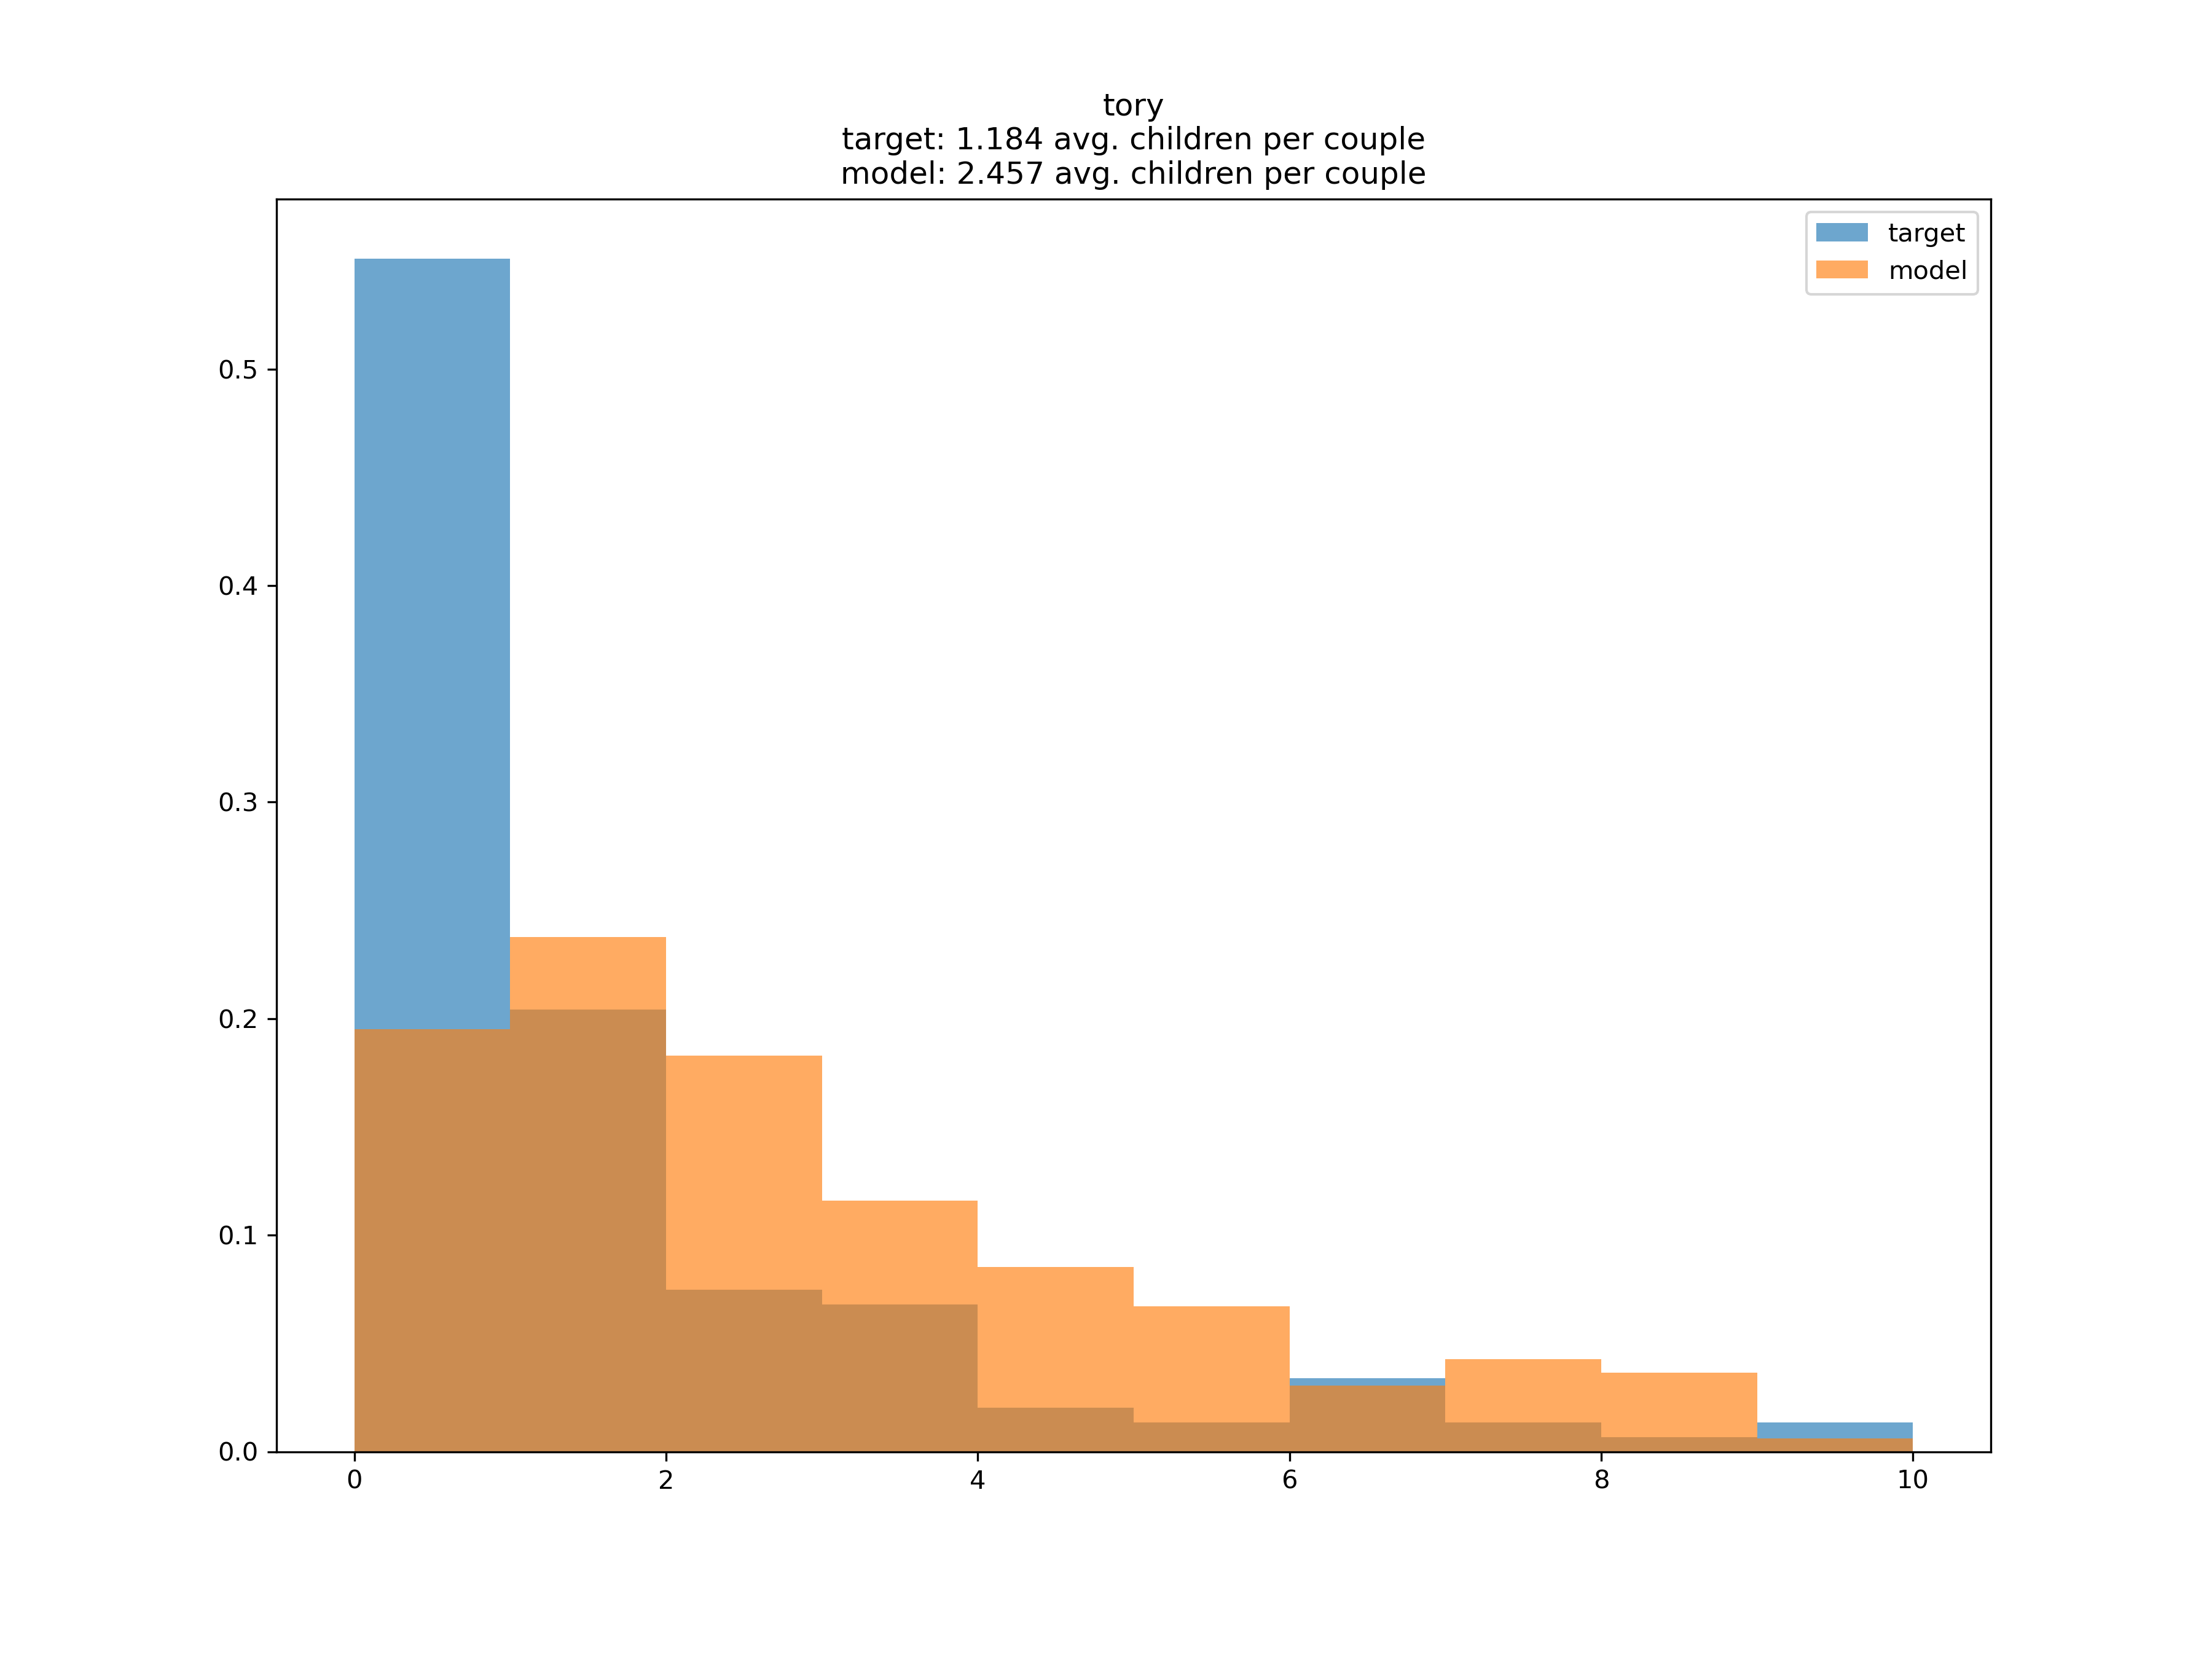 tory
target: 1.184 avg. children per couple
model: 2.457 avg. children per couple
target
model
0.5
0.4
0.3
0.2
0.1
0.0
0 2 4 6 8 10